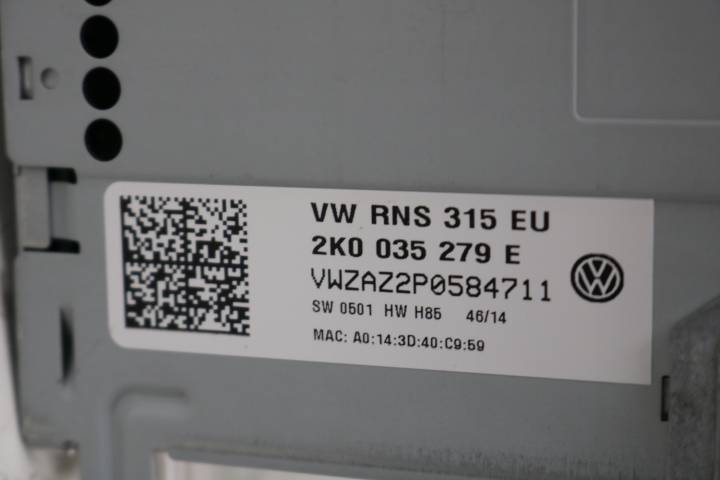 VW RNS 315 EU
2K0 035 279 E
VWZAZ2P0584711
SW 0501 HW H85 46/14
MAC: A0:14:3D:40:C9:59